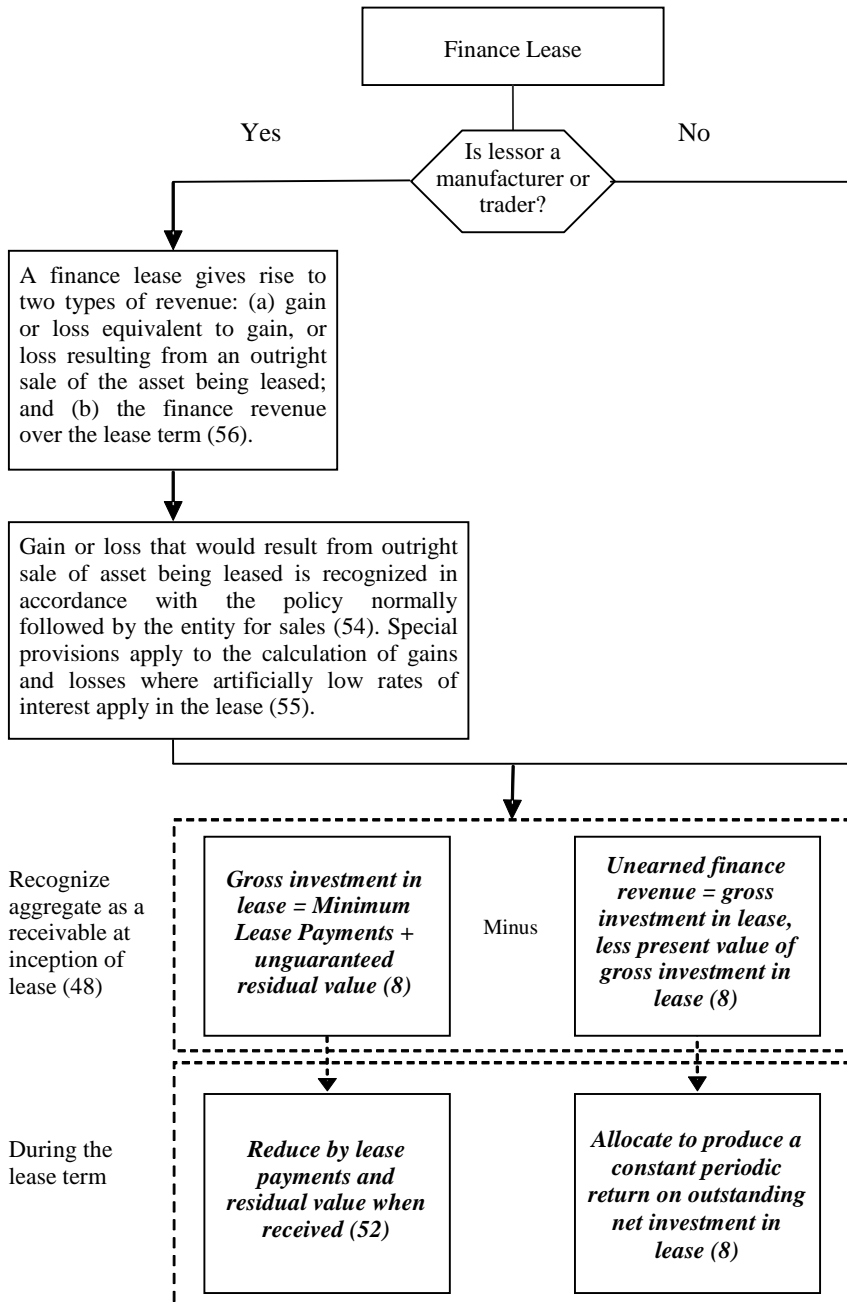 Finance Lease
Yes
No
Is lessor a
manufacturer or
trader?
A finance lease gives rise to
two types of revenue: (a) gain
or loss equivalent to gain, or
loss resulting from an outright
sale of the asset being leased;
and (b) the finance revenue
over the lease term (56).
Gain or loss that would result from outright
sale of asset being leased is recognized in
accordance with the policy normally
followed by the entity for sales (54). Special
provisions apply to the calculation of gains
and losses where artificially low rates of
interest apply in the lease (55).
Recognize
aggregate as a
receivable at
inception of
lease (48)
Gross investment in
lease = Minimum
Lease Payments +
unguaranteed
residual value (8)
Minus
Unearned finance
revenue = gross
investment in lease,
less present value of
gross investment in
lease (8)
During the
lease term
Reduce by lease
payments and
residual value when
received (52)
Allocate to produce a
constant periodic
return on outstanding
net investment in
lease (8)